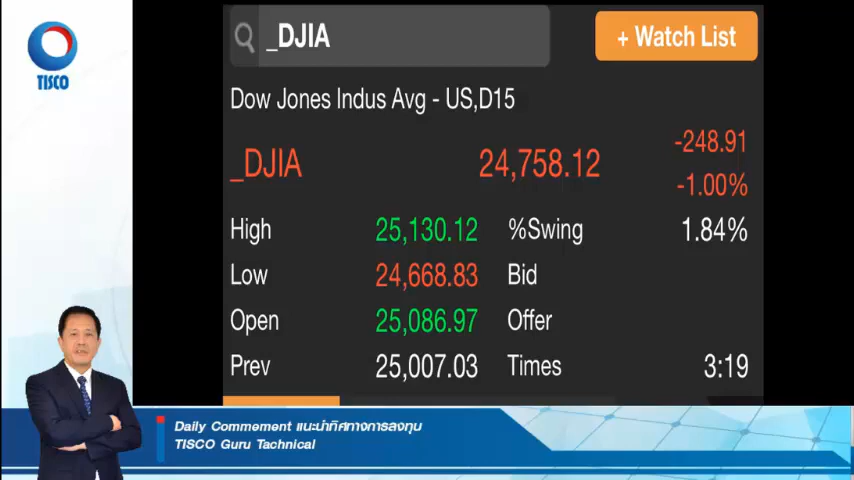 TISCO
_DJIA
+ Watch List
Dow Jones Indus Avg - US,D15
_DJIA 24,758.12 -248.91
-1.00%
High 25,130.12 %Swing 1.84%
Low 24,668.83 Bid
Open 25,086.97 Offer
Prev 25,007.03 Times 3:19
Daily Commement แนะนำทิศทางการลงทุน
TISCO Guru Tachnical